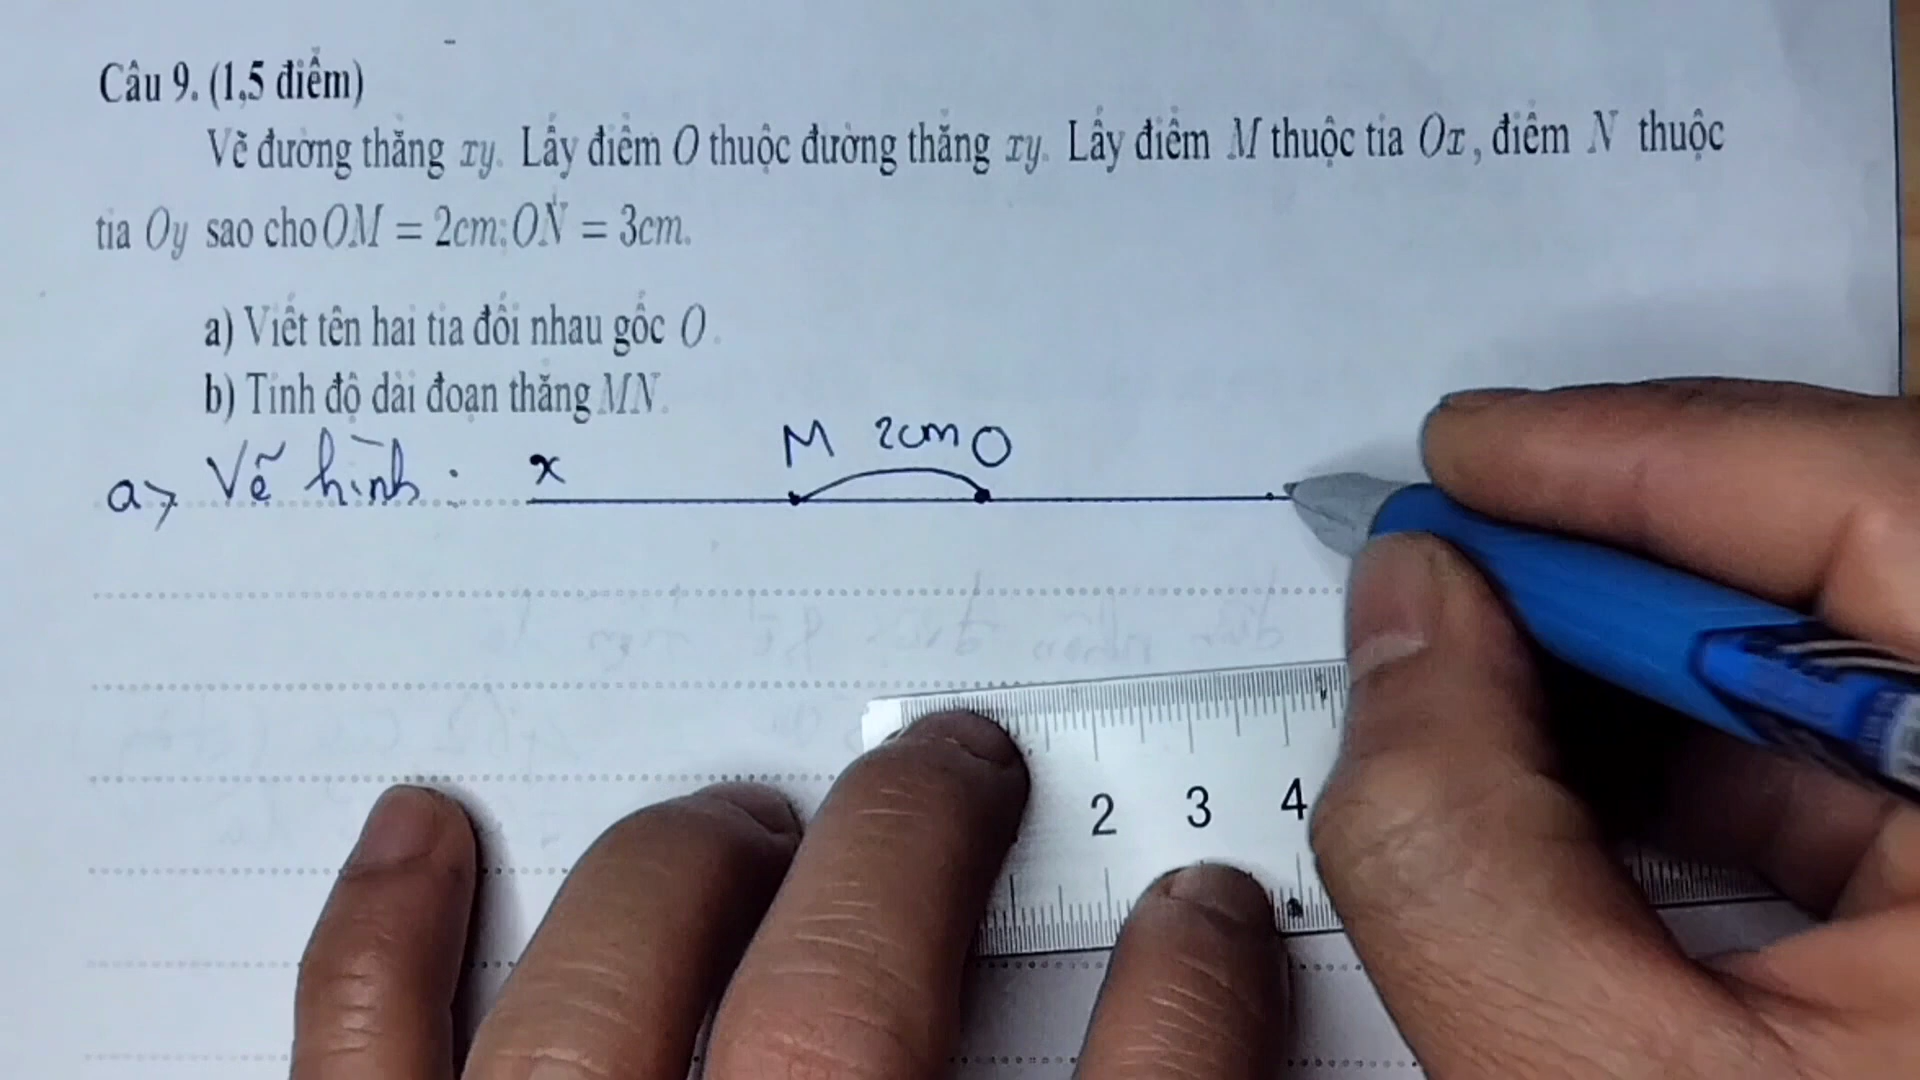 Câu 9. (1,5 điểm)
Vẽ đường thẳng xy. Lấy điểm O thuộc đường thẳng xy. Lấy điểm M thuộc tia Ox, điểm N thuộc
tia Oy sao cho OM = 2cm; ON = 3cm.
a) Viết tên hai tia đối nhau gốc O.
b) Tính độ dài đoạn thẳng MN.
a) Vẽ hình: x M 2cm O
2 3 4